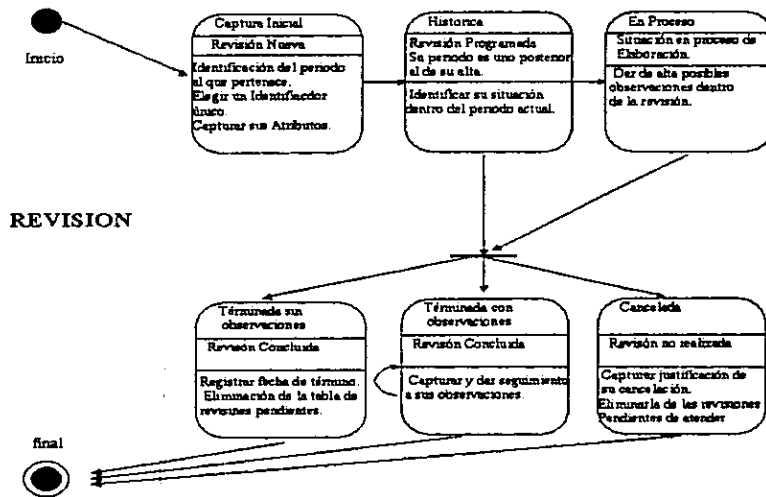 Inicio
Captura Inicial
Revisión Nueva
Identificación del periodo
al que pertenece.
Elegir un Identificador
único.
Capturar sus Atributos.
Historica
Revisión Programada
Su periodo es uno posterior
al de su alta.
Identificar su situación
dentro del periodo actual.
En Proceso
Situación en proceso de
Elaboración.
Dar de alta posibles
observaciones dentro
de la revisión.
REVISION
Términada sin
observaciones
Revisón Concluida
Registrar fecha de término.
Eliminación de la tabla de
revisines pendientes.
Términada con
observaciones
Revisón Concluida
Capturar y dar seguimiento
a sus observaciones.
Cancelada
Revisón no realizada
Capturar justificación de
su cancelación.
Eliminarla de las revisiones
Pendientes de atender
final